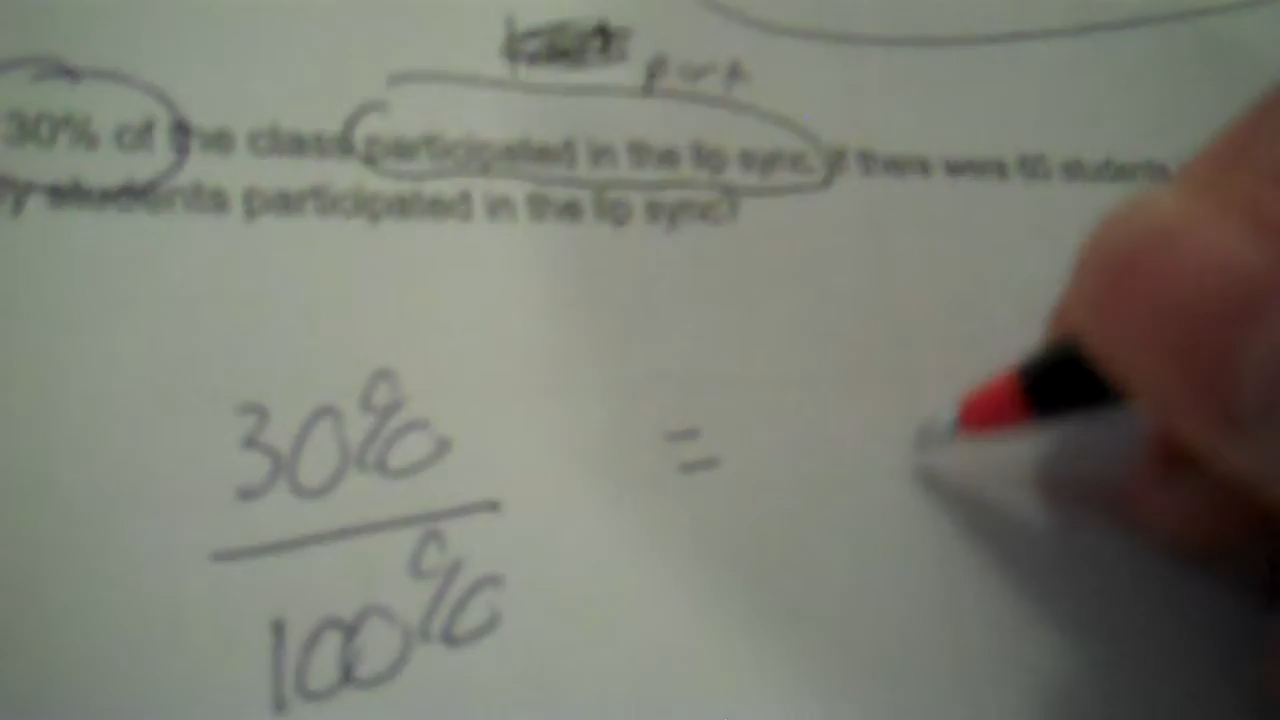 part
30% of the class participated in the lip sync. If there were students
students participated in the lip sync?
30% =
100%